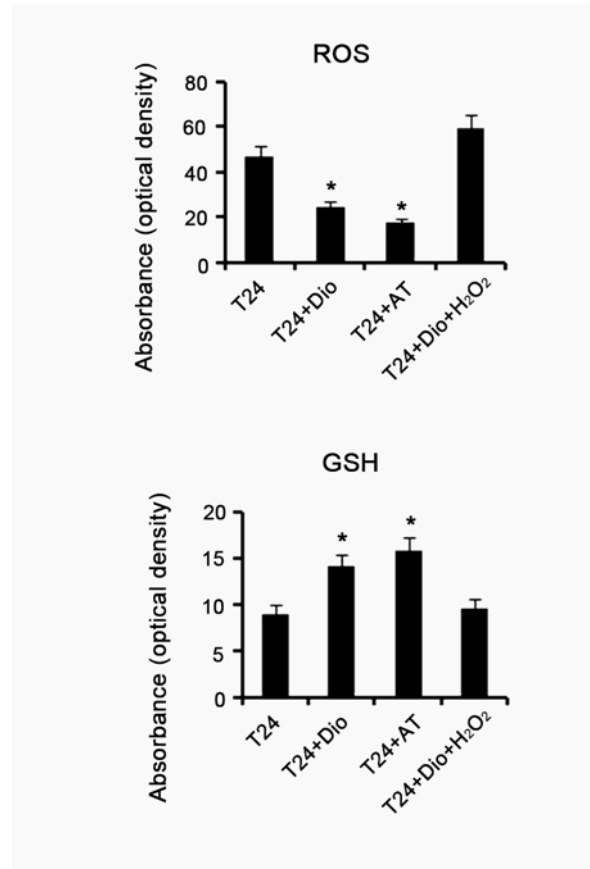 ROS
Absorbance (optical density)
80
60
40
20
0
*
*
T24
T24+Dio
T24+AT
T24+Dio+H₂O₂
GSH
Absorbance (optical density)
20
15
10
5
0
*
*
T24
T24+Dio
T24+AT
T24+Dio+H₂O₂